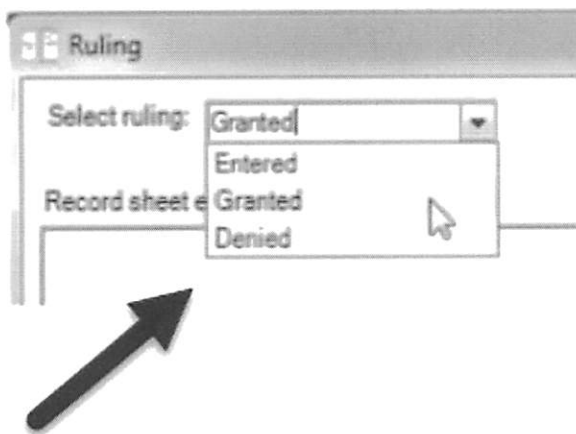 Ruling
Select ruling: Granted
Entered
Record sheet e Granted
Denied